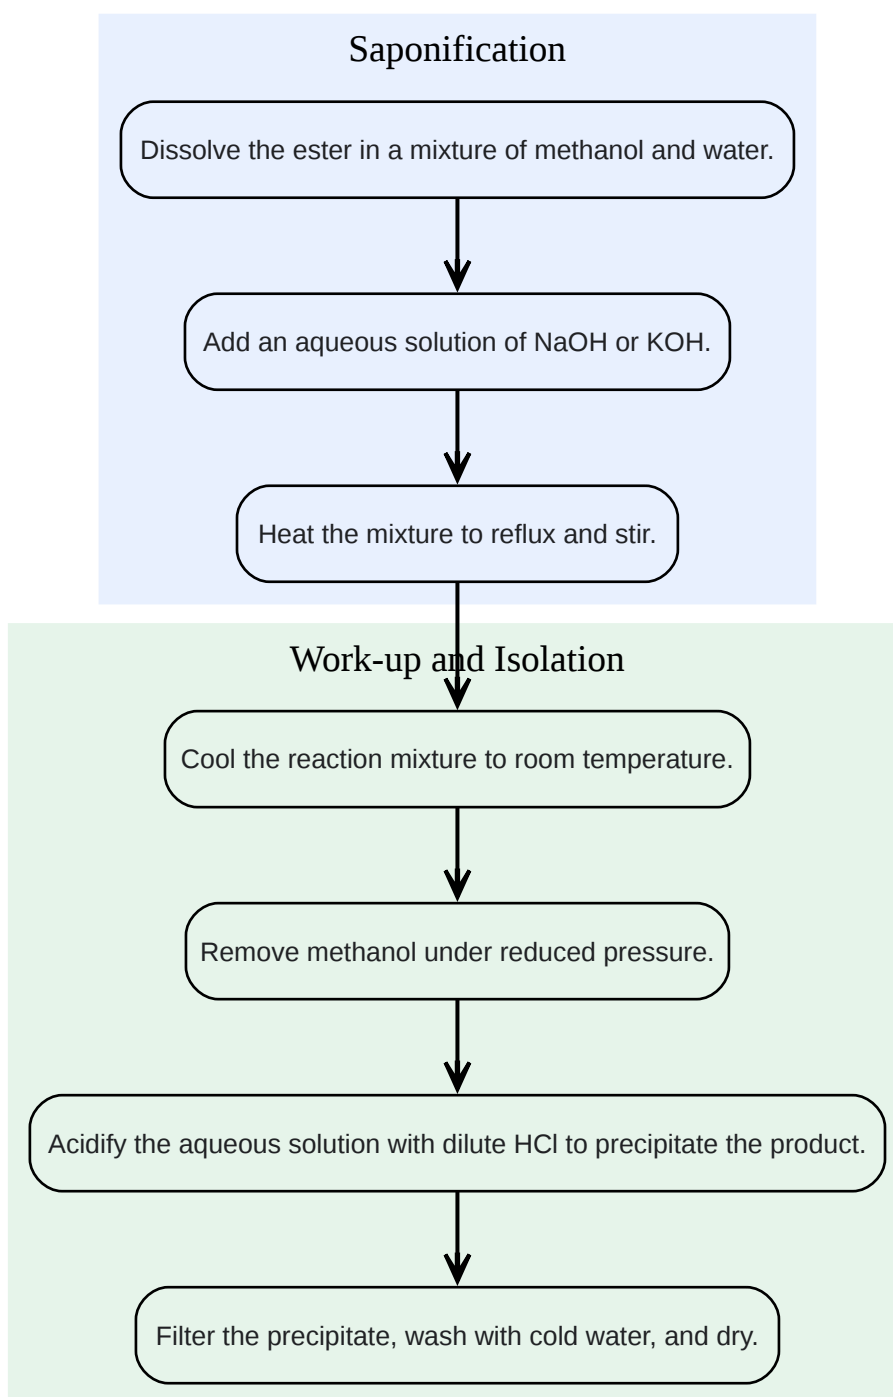 Saponification
Dissolve the ester in a mixture of methanol and water.
Add an aqueous solution of NaOH or KOH.
Heat the mixture to reflux and stir.
Work-up and Isolation
Cool the reaction mixture to room temperature.
Remove methanol under reduced pressure.
Acidify the aqueous solution with dilute HCl to precipitate the product.
Filter the precipitate, wash with cold water, and dry.